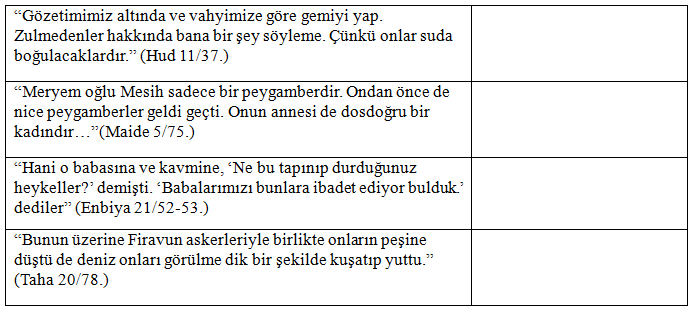 “Gözetimimiz altında ve vahyimize göre gemiyi yap.
Zulmedenler hakkında bana bir şey söyleme. Çünkü onlar suda
boğulacaklardır.” (Hud 11/37.)
“Meryem oğlu Mesih sadece bir peygamberdir. Ondan önce de
nice peygamberler geldi geçti. Onun annesi de dosdoğru bir
kadındır…”(Maide 5/75.)
“Hani o babasına ve kavmine, ‘Ne bu tapınıp durduğunuz
heykeller?’ demişti. ‘Babalarımızı bunlara ibadet ediyor bulduk.’
dediler” (Enbiya 21/52-53.)
“Bunun üzerine Firavun askerleriyle birlikte onların peşine
düştü de deniz onları görülme dik bir şekilde kuşatıp yuttu.”
(Taha 20/78.)